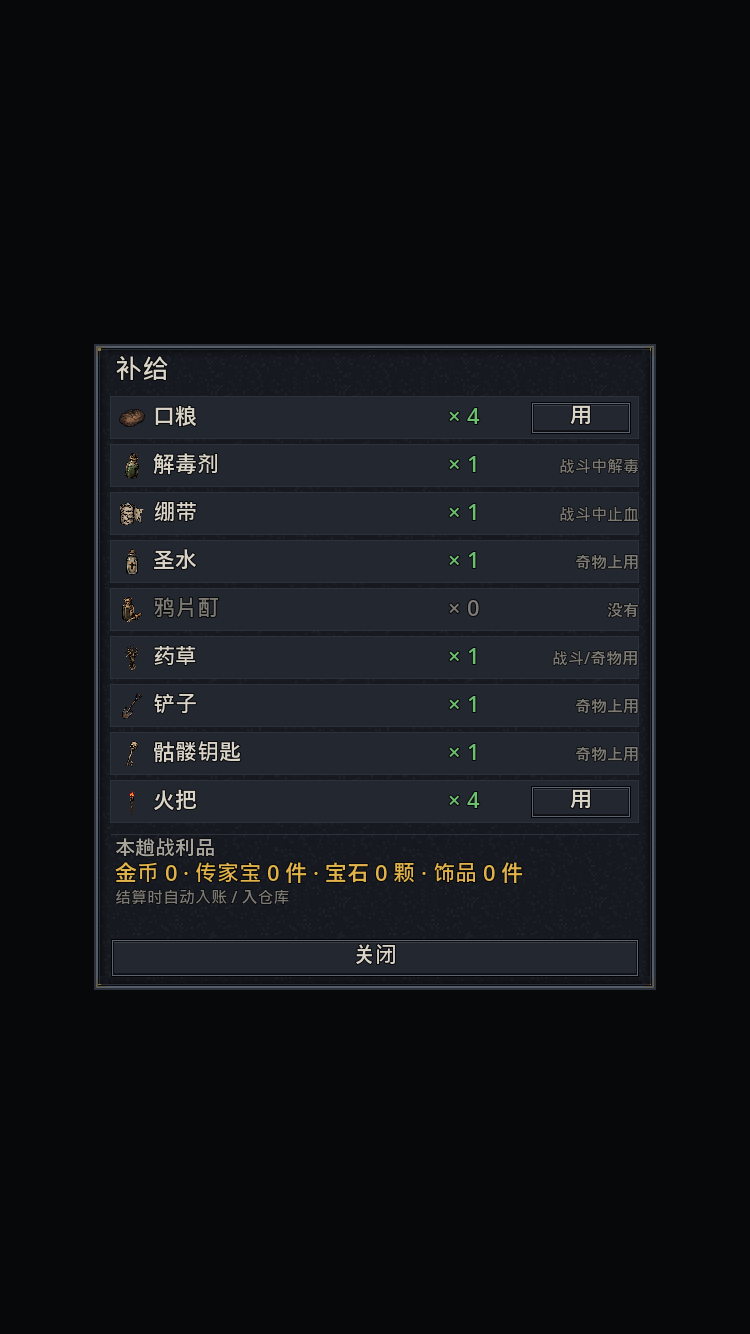 补给
口粮 × 4 用
解毒剂 × 1 战斗中解毒
绷带 × 1 战斗中止血
圣水 × 1 奇物上用
鸦片酊 × 0 没有
药草 × 1 战斗/奇物用
铲子 × 1 奇物上用
骷髅钥匙 × 1 奇物上用
火把 × 4 用
本趟战利品
金币 0 · 传家宝 0 件 · 宝石 0 颗 · 饰品 0 件
结算时自动入账 / 入仓库
关闭